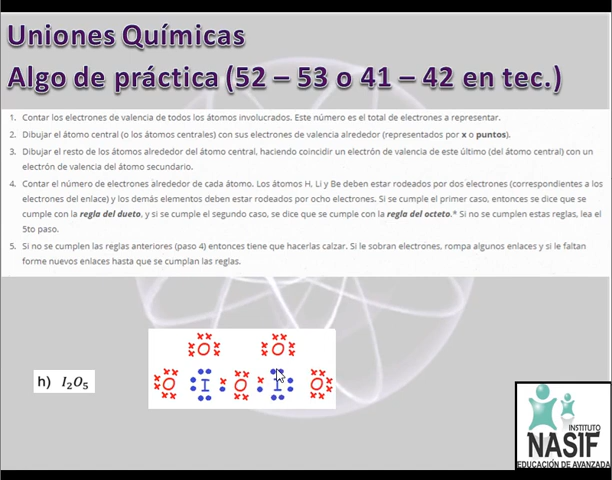 Uniones Químicas
Algo de práctica (52 – 53 o 41 – 42 en tec.)
1. Contar los electrones de valencia de todos los átomos involucrados. Este número es el total de electrones a representar.
2. Dibujar el átomo central (o los átomos centrales) con sus electrones de valencia alrededor (representados por x o puntos).
3. Dibujar el resto de los átomos alrededor del átomo central, haciendo coincidir un electrón de valencia de este último (del átomo central) con un
electrón de valencia del átomo secundario.
4. Contar el número de electrones alrededor de cada átomo. Los átomos H, Li y Be deben estar rodeados por dos electrones (correspondientes a los
electrones del enlace) y los demás elementos deben estar rodeados por ocho electrones. Si se cumple el primer caso, entonces se dice que se
cumple con la regla del dueto, y si se cumple el segundo caso, se dice que se cumple con la regla del octeto.* Si no se cumplen estas reglas, lea el
5to paso.
5. Si no se cumplen las reglas anteriores (paso 4) entonces tiene que hacerlas calzar. Si le sobran electrones, rompa algunos enlaces y si le faltan
forme nuevos enlaces hasta que se cumplan las reglas.
O O
h) I₂O₅
O I O I O
INSTITUTO
NASIF
EDUCACIÓN DE AVANZADA